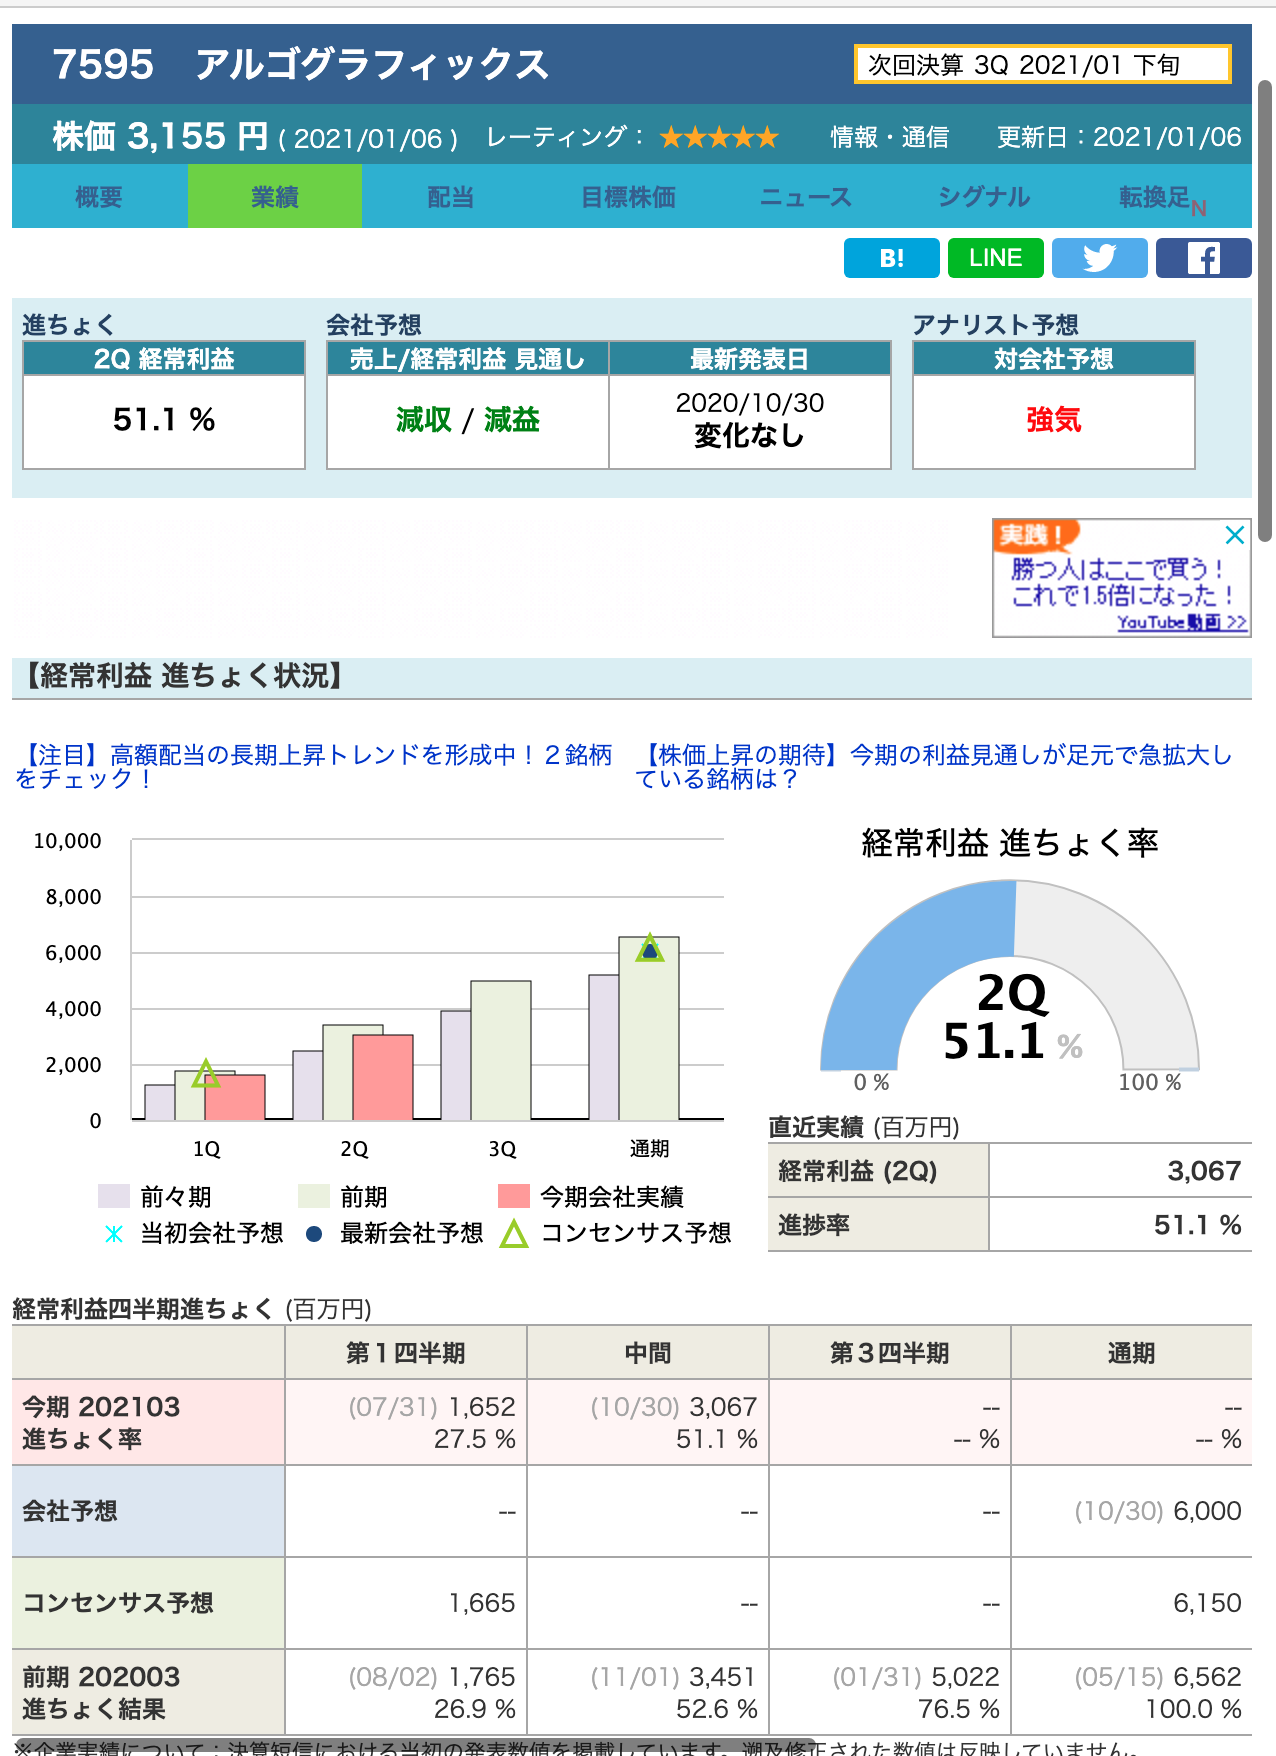 7595　アルゴグラフィックス
次回決算 3Q 2021/01 下旬
株価 3,155 円 ( 2021/01/06 ) レーティング： ★★★★★ 情報・通信 更新日：2021/01/06
概要 業績 配当 目標株価 ニュース シグナル 転換足N
B! LINE
進ちょく 会社予想 アナリスト予想
2Q 経常利益 売上/経常利益 見通し 最新発表日 対会社予想
51.1 % 減収 / 減益 2020/10/30 強気
変化なし
実践！
勝つ人はここで買う！
これで1.5倍になった！
YouTube動画 >>
【経常利益 進ちょく状況】
【注目】高額配当の長期上昇トレンドを形成中！２銘柄
をチェック！
【株価上昇の期待】今期の利益見通しが足元で急拡大し
ている銘柄は？
10,000
8,000
6,000
4,000
2,000
0
1Q 2Q 3Q 通期
前々期 前期 今期会社実績
当初会社予想 最新会社予想 コンセンサス予想
経常利益 進ちょく率
2Q
51.1 %
0 % 100 %
直近実績 (百万円)
経常利益 (2Q) 3,067
進捗率 51.1 %
経常利益四半期進ちょく (百万円)
第１四半期 中間 第３四半期 通期
今期 202103 (07/31) 1,652 (10/30) 3,067 -- --
進ちょく率 27.5 % 51.1 % -- % -- %
会社予想 -- -- -- (10/30) 6,000
コンセンサス予想 1,665 -- -- 6,150
前期 202003 (08/02) 1,765 (11/01) 3,451 (01/31) 5,022 (05/15) 6,562
進ちょく結果 26.9 % 52.6 % 76.5 % 100.0 %
※企業実績について：決算短信における当初の発表数値を掲載しています。遡及修正された数値は反映していません。